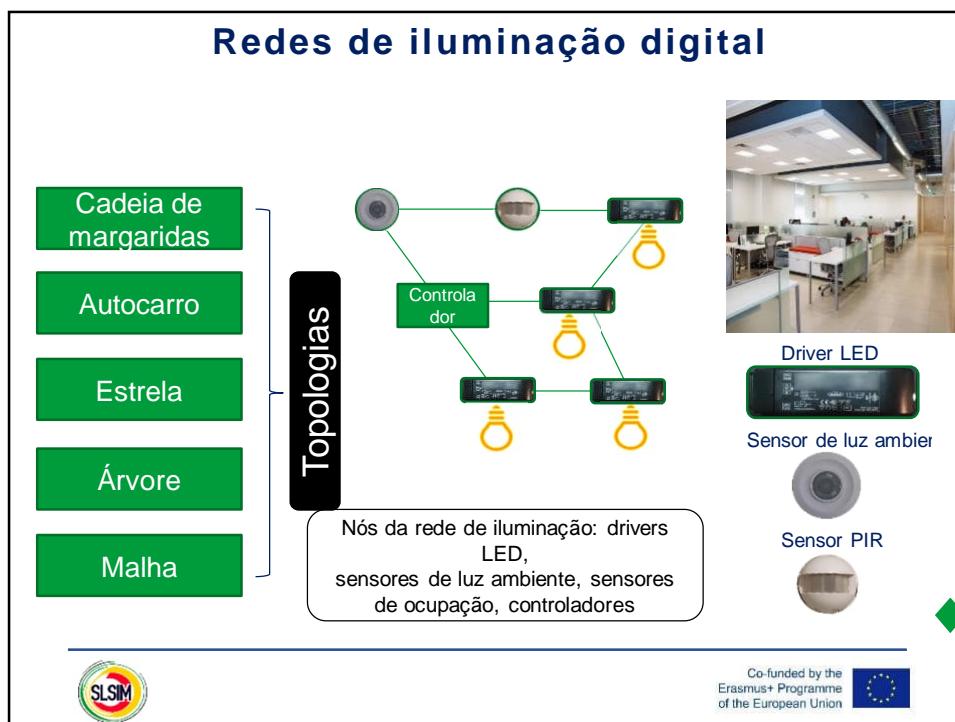 Redes de iluminação digital
Cadeia de
margaridas
Autocarro
Estrela
Árvore
Malha
Topologias
Controla
dor
Nós da rede de iluminação: drivers
LED,
sensores de luz ambiente, sensores
de ocupação, controladores
Driver LED
Sensor de luz ambien
Sensor PIR
SLSIM
Co-funded by the
Erasmus+ Programme
of the European Union